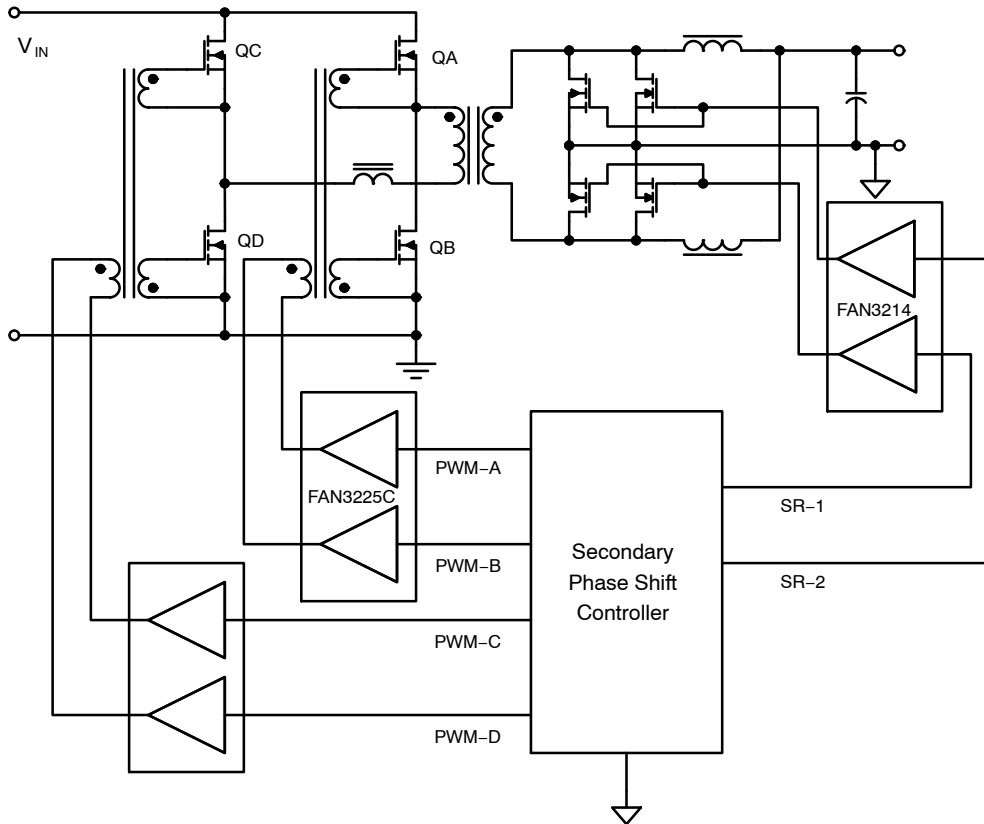 VIN
QC
QA
QD
QB
FAN3214
PWM−A
FAN3225C
SR−1
PWM−B
Secondary
Phase Shift
Controller
SR−2
PWM−C
PWM−D